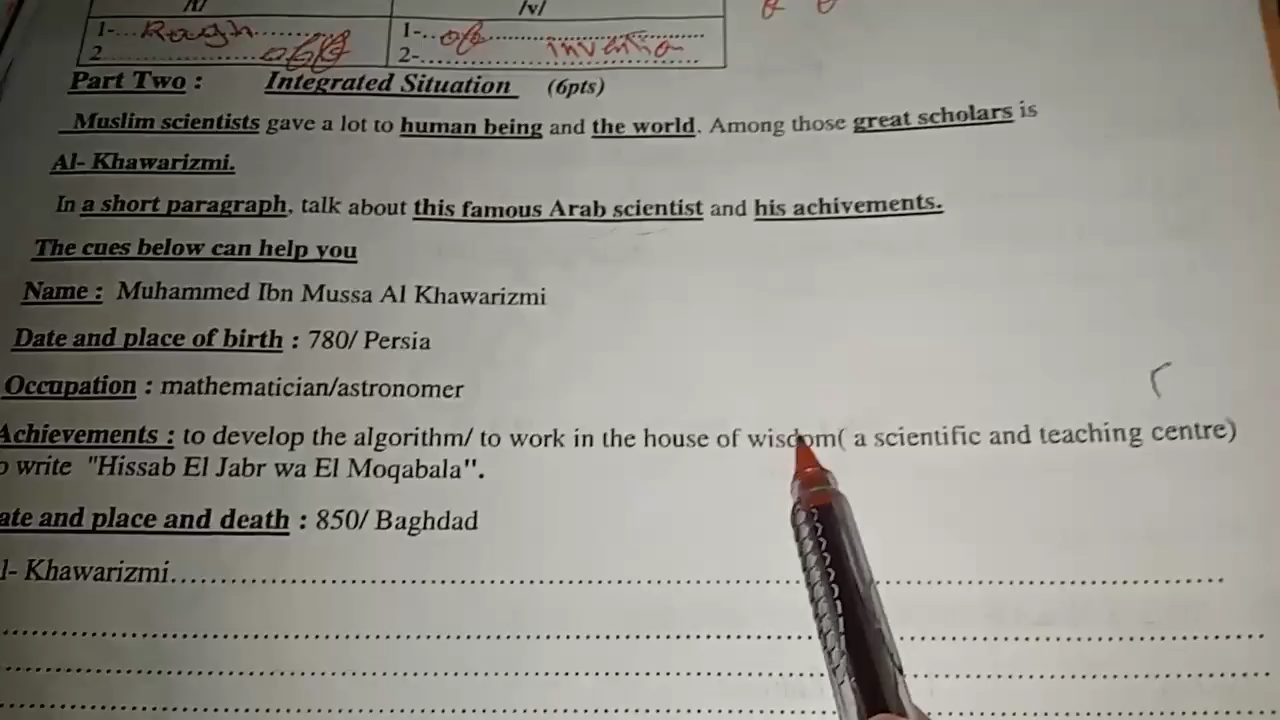 /v/
1-... Rough 1-.. of invention
2 off 2-
Part Two : Integrated Situation (6pts)
Muslim scientists gave a lot to human being and the world. Among those great scholars is
Al- Khawarizmi.
In a short paragraph, talk about this famous Arab scientist and his achivements.
The cues below can help you
Name : Muhammed Ibn Mussa Al Khawarizmi
Date and place of birth : 780/ Persia
Occupation : mathematician/astronomer
Achievements : to develop the algorithm/ to work in the house of wisdom( a scientific and teaching centre)
o write "Hissab El Jabr wa El Moqabala".
ate and place and death : 850/ Baghdad
l- Khawarizmi